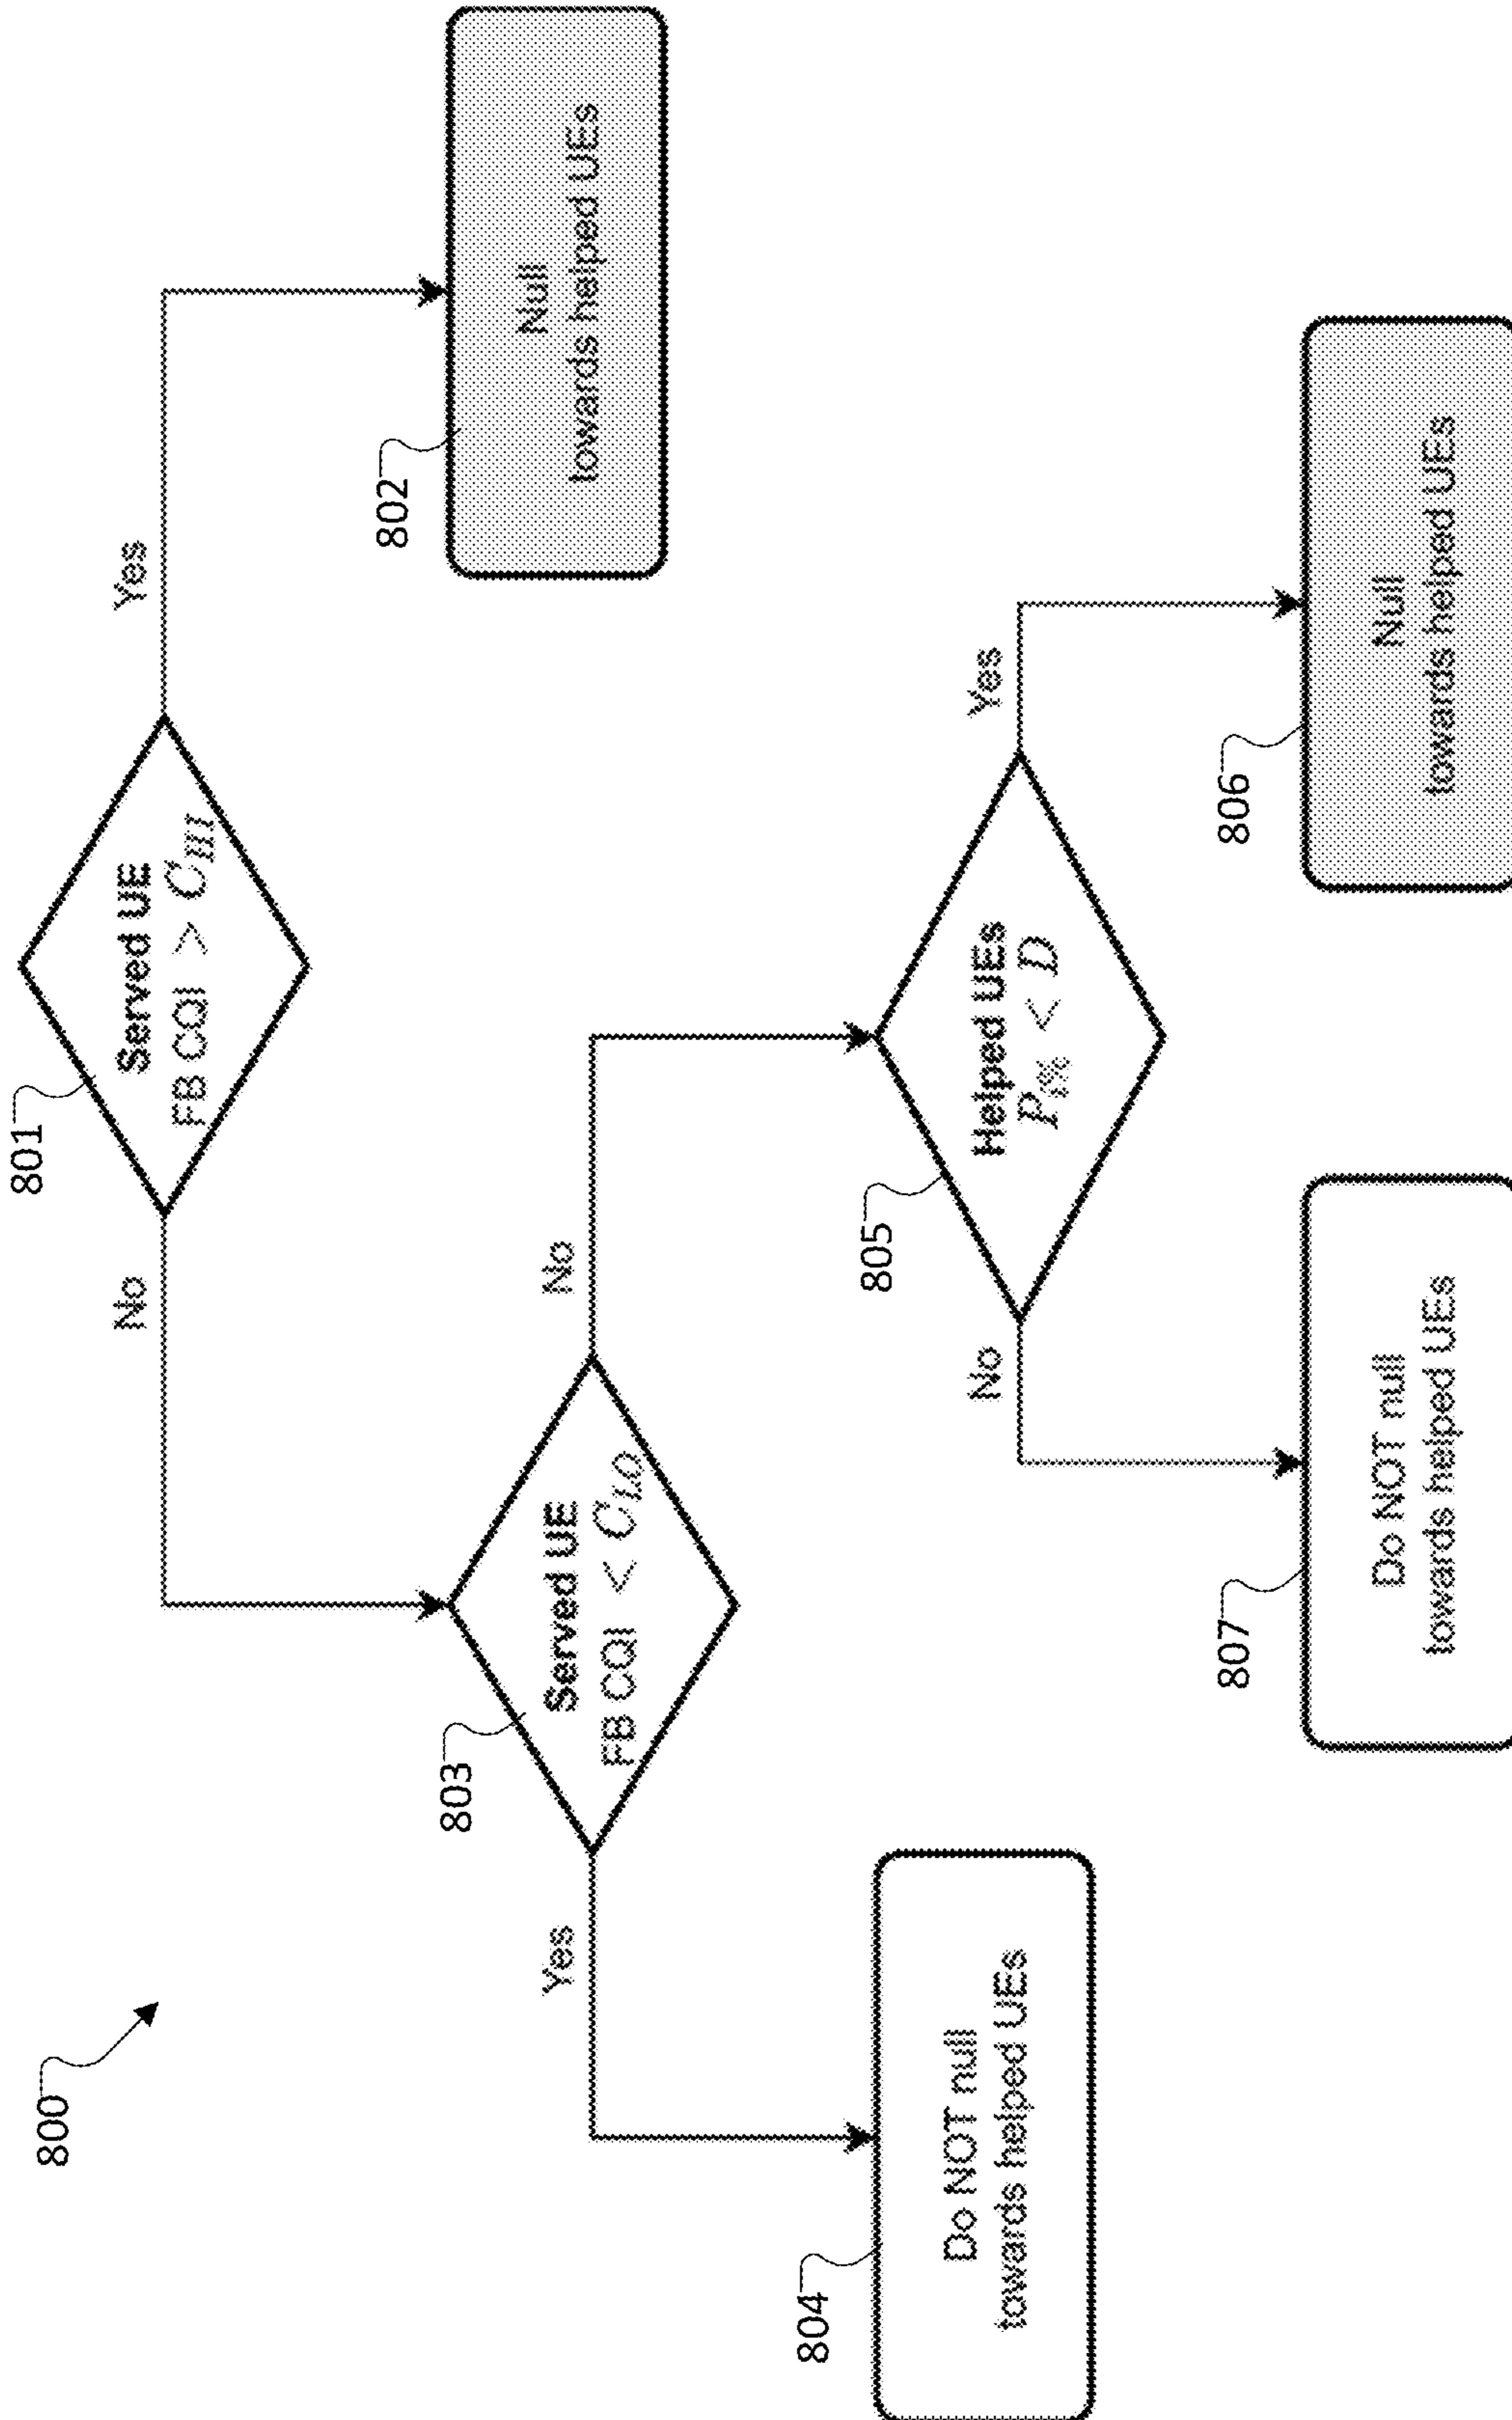 800
801
Served UE
FB CQI > C_HI
No
Yes
802
Null
towards helped UEs
803
Served UE
FB CQI < C_LO
Yes
No
804
Do NOT null
towards helped UEs
805
Helped UEs
P_i% < D
No
Yes
807
Do NOT null
towards helped UEs
806
Null
towards helped UEs